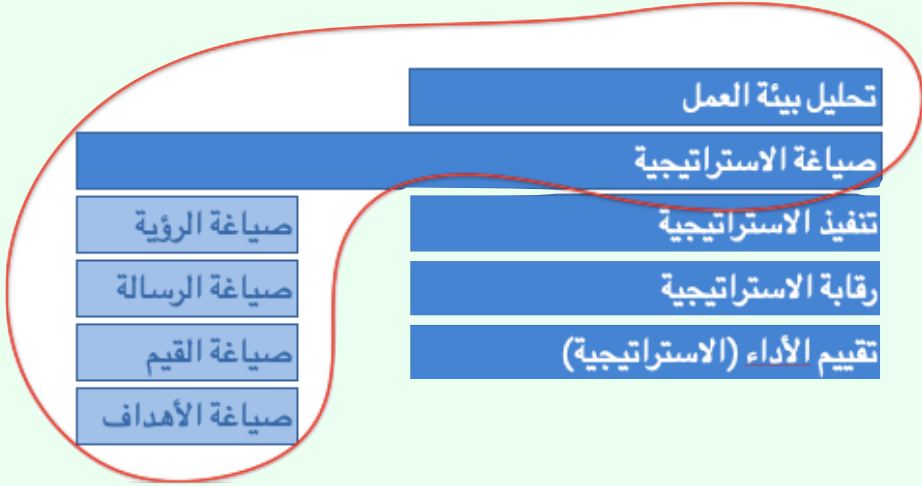 تحليل بيئة العمل
صياغة الاستراتيجية
تنفيذ الاستراتيجية
رقابة الاستراتيجية
تقييم الأداء (الاستراتيجية)
صياغة الرؤية
صياغة الرسالة
صياغة القيم
صياغة الأهداف